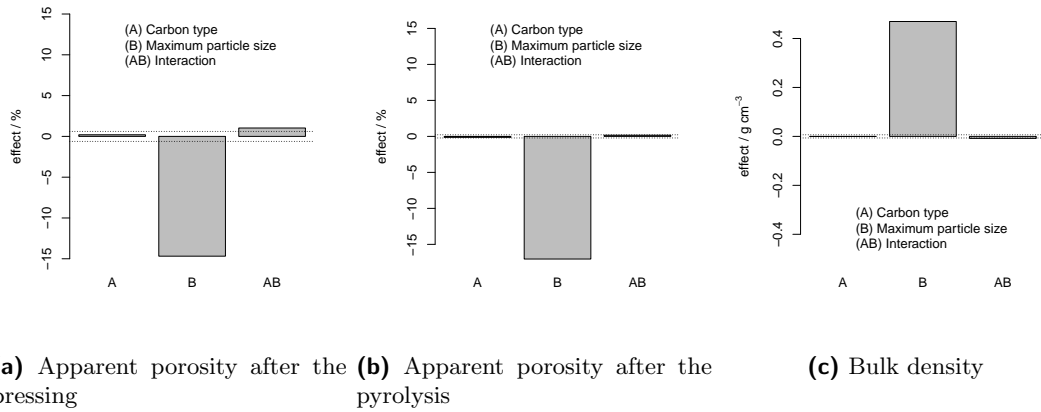 15
10
5
0
−5
−10
−15
effect / %
(A) Carbon type
(B) Maximum particle size
(AB) Interaction
A B AB
15
10
5
0
−5
−10
−15
effect / %
(A) Carbon type
(B) Maximum particle size
(AB) Interaction
A B AB
0.4
0.2
0.0
−0.2
−0.4
effect / g cm⁻³
(A) Carbon type
(B) Maximum particle size
(AB) Interaction
A B AB
a) Apparent porosity after the
pressing
(b) Apparent porosity after the
pyrolysis
(c) Bulk density